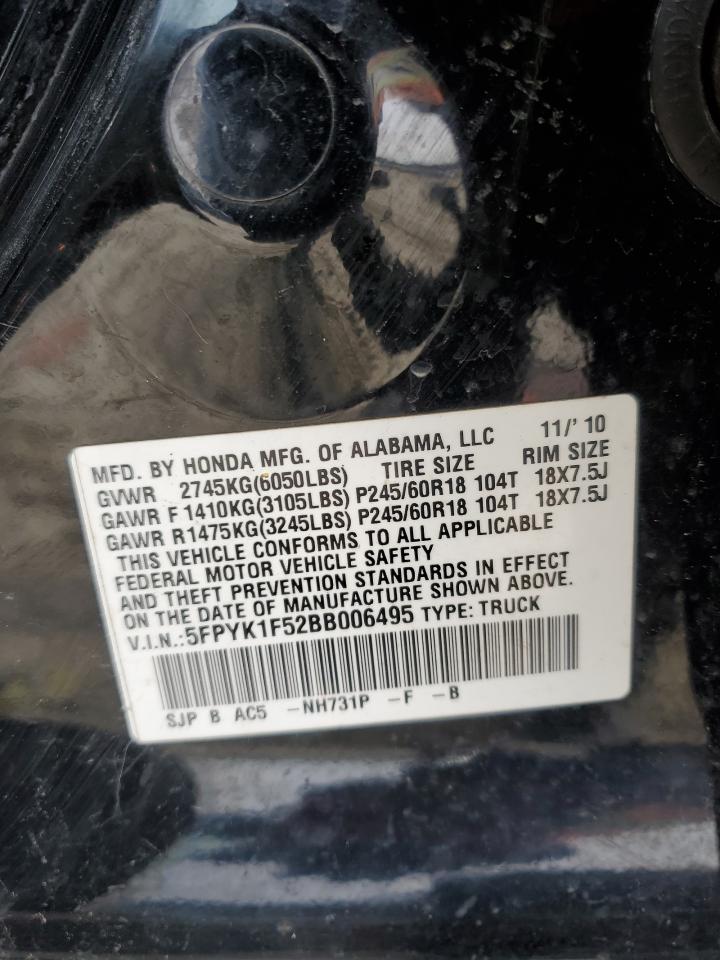 MFD. BY HONDA MFG. OF ALABAMA, LLC 11/' 10
GVWR 2745KG(6050LBS) TIRE SIZE RIM SIZE
GAWR F 1410KG(3105LBS) P245/60R18 104T 18X7.5J
GAWR R1475KG(3245LBS) P245/60R18 104T 18X7.5J
THIS VEHICLE CONFORMS TO ALL APPLICABLE
FEDERAL MOTOR VEHICLE SAFETY
AND THEFT PREVENTION STANDARDS IN EFFECT
ON THE DATE OF MANUFACTURE SHOWN ABOVE.
V.I.N.:5FPYK1F52BB006495 TYPE: TRUCK
SJP B AC5 -NH731P -F -B